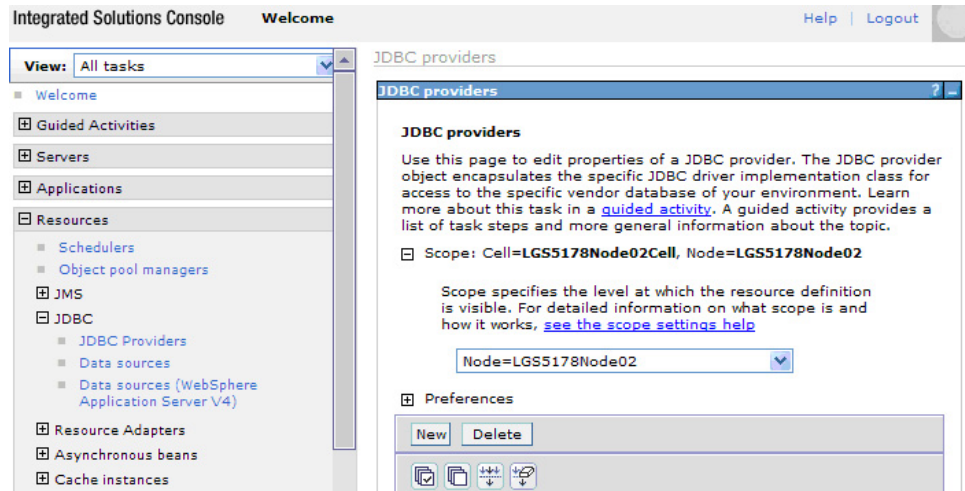 Integrated Solutions Console Welcome Help | Logout
View: All tasks
Welcome
Guided Activities
Servers
Applications
Resources
Schedulers
Object pool managers
JMS
JDBC
JDBC Providers
Data sources
Data sources (WebSphere
Application Server V4)
Resource Adapters
Asynchronous beans
Cache instances
JDBC providers
JDBC providers ? -
JDBC providers
Use this page to edit properties of a JDBC provider. The JDBC provider
object encapsulates the specific JDBC driver implementation class for
access to the specific vendor database of your environment. Learn
more about this task in a guided activity. A guided activity provides a
list of task steps and more general information about the topic.
Scope: Cell=LGS5178Node02Cell, Node=LGS5178Node02
Scope specifies the level at which the resource definition
is visible. For detailed information on what scope is and
how it works, see the scope settings help
Node=LGS5178Node02
Preferences
New Delete